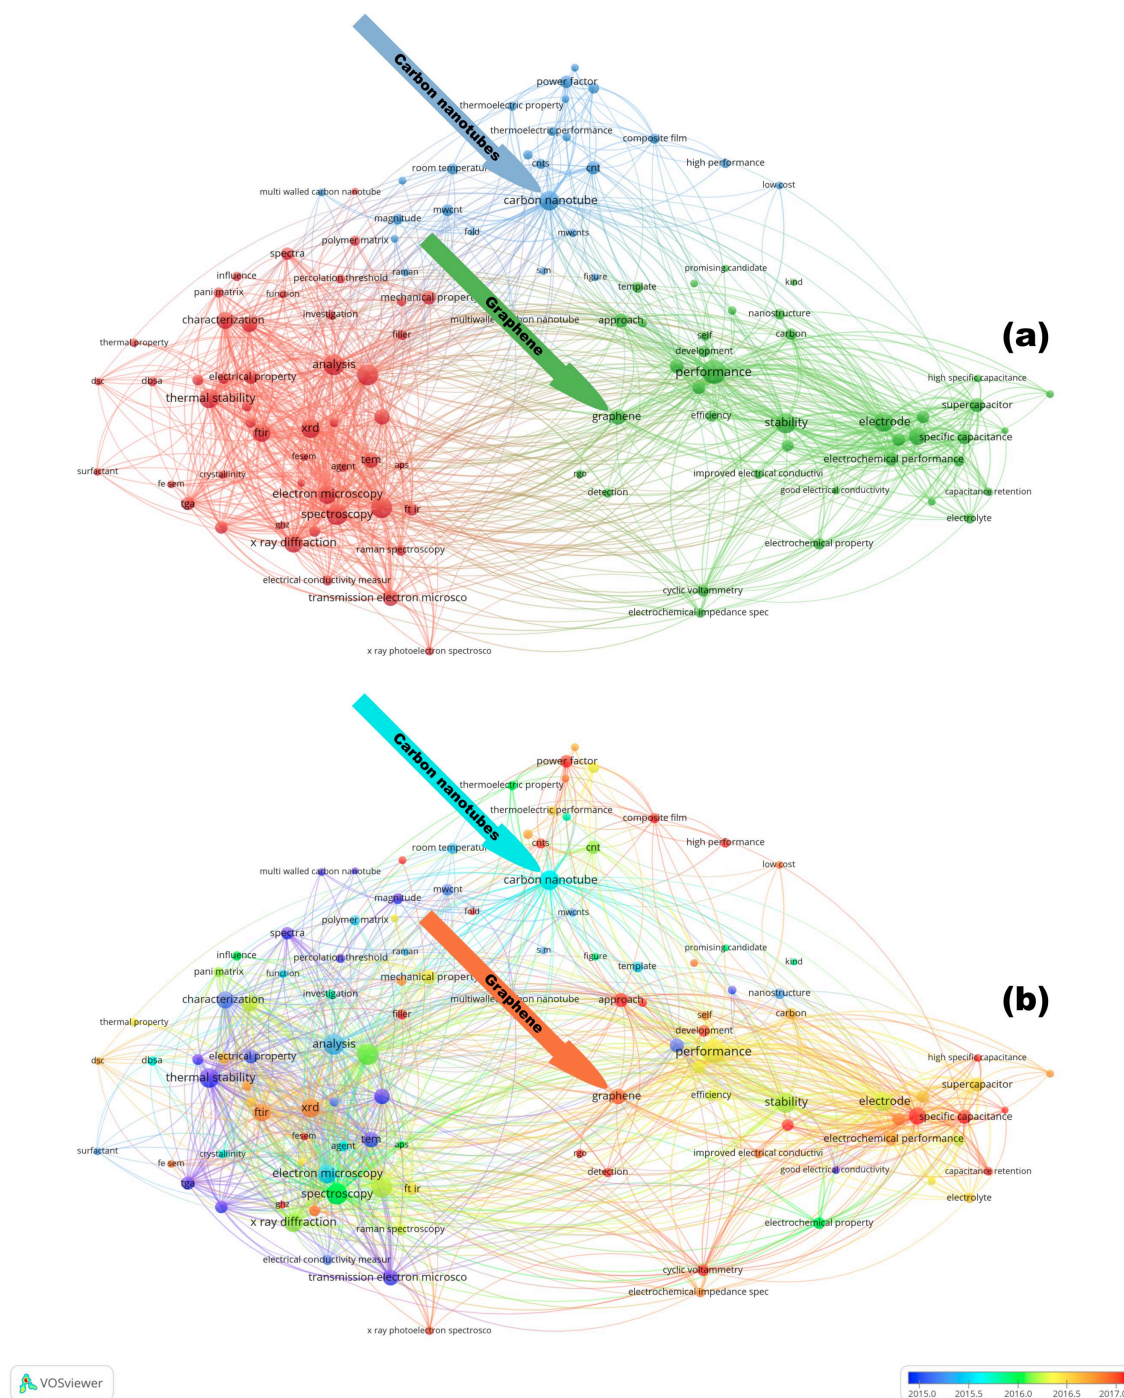 Carbon nanotubes
power factor
thermoelectric property
thermoelectric performance
composite film
cnts
cnt
high performance
room temperatur
low cost
multi walled carbon nanotube
carbon nanotube
mwcnt
magnitude
fold
mwcnts
polymer matrix
spectra
raman
s m
figure
promising candidate
influence
percolation threshold
template
kind
pani matrix
function
mechanical property
Graphene
investigation
multiwalle
bon nanotube
approach
nanostructure
characterization
filler
self
carbon
(a)
thermal property
development
analysis
performance
dsc
dbsa
electrical property
high specific capacitance
thermal stability
supercapacitor
graphene
efficiency
stability
electrode
ftir
xrd
specific capacitance
fesem
tem
aps
electrochemical performance
surfactant
crystallinity
agent
rgo
improved electrical conductivi
fe sem
electron microscopy
detection
good electrical conductivity
capacitance retention
tga
spectroscopy
ft ir
electrolyte
ghz
x ray diffraction
raman spectroscopy
electrochemical property
electrical conductivity measur
transmission electron microsco
cyclic voltammetry
electrochemical impedance spec
x ray photoelectron spectrosco
Carbon nanotubes
power factor
thermoelectric property
thermoelectric performance
composite film
cnts
cnt
high performance
room temperatur
low cost
multi walled carbon nanotube
carbon nanotube
mwcnt
magnitude
fold
mwcnts
polymer matrix
spectra
raman
s m
figure
promising candidate
influence
percolation threshold
template
kind
pani matrix
function
mechanical property
Graphene
investigation
multiwalle
bon nanotube
approach
nanostructure
characterization
filler
self
carbon
(b)
thermal property
development
analysis
performance
dsc
dbsa
electrical property
high specific capacitance
thermal stability
supercapacitor
graphene
efficiency
stability
electrode
ftir
xrd
specific capacitance
fesem
tem
aps
electrochemical performance
surfactant
crystallinity
agent
rgo
improved electrical conductivi
fe sem
electron microscopy
detection
good electrical conductivity
capacitance retention
tga
spectroscopy
ft ir
electrolyte
ghz
x ray diffraction
raman spectroscopy
electrochemical property
electrical conductivity measur
transmission electron microsco
cyclic voltammetry
electrochemical impedance spec
x ray photoelectron spectrosco
VOSviewer
2015.0 2015.5 2016.0 2016.5 2017.0